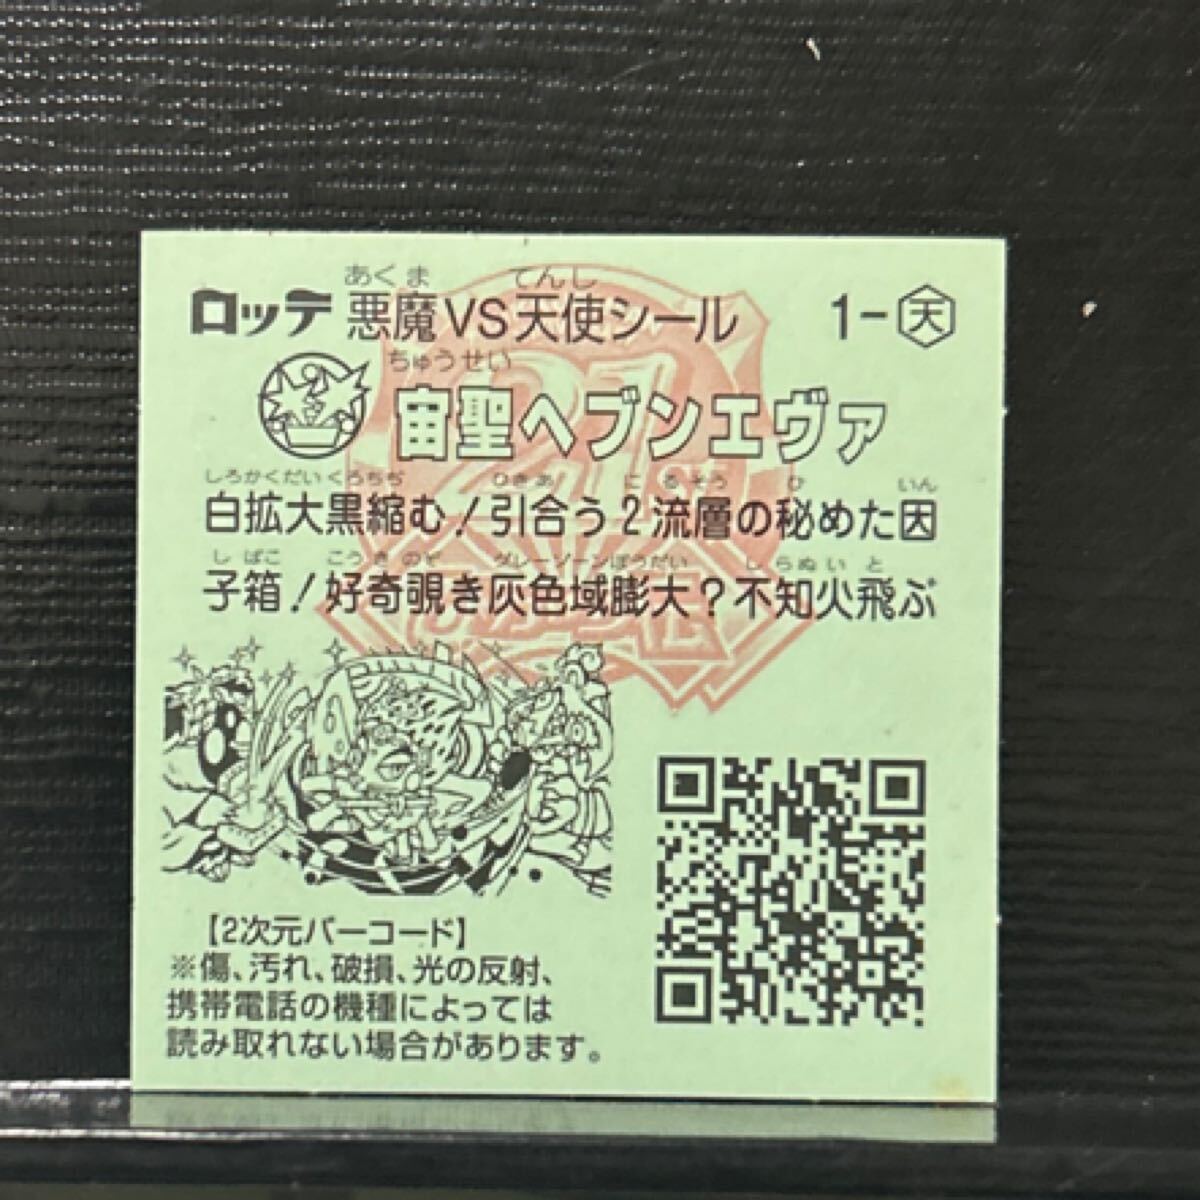 あくま てんし
ロッテ 悪魔VS天使シール 1-天
ちゅうせい
宙聖ヘブンエヴァ
しろかくだいくろちぢ ひきあ にるそう ひ いん
白拡大黒縮む!引合う2流層の秘めた因
しばこ こうきのぞ グレーゾーンぼうだい しらぬいと
子箱!好奇覗き灰色域膨大?不知火飛ぶ
21
ST
【2次元バーコード】
※傷、汚れ、破損、光の反射、
携帯電話の機種によっては
読み取れない場合があります。